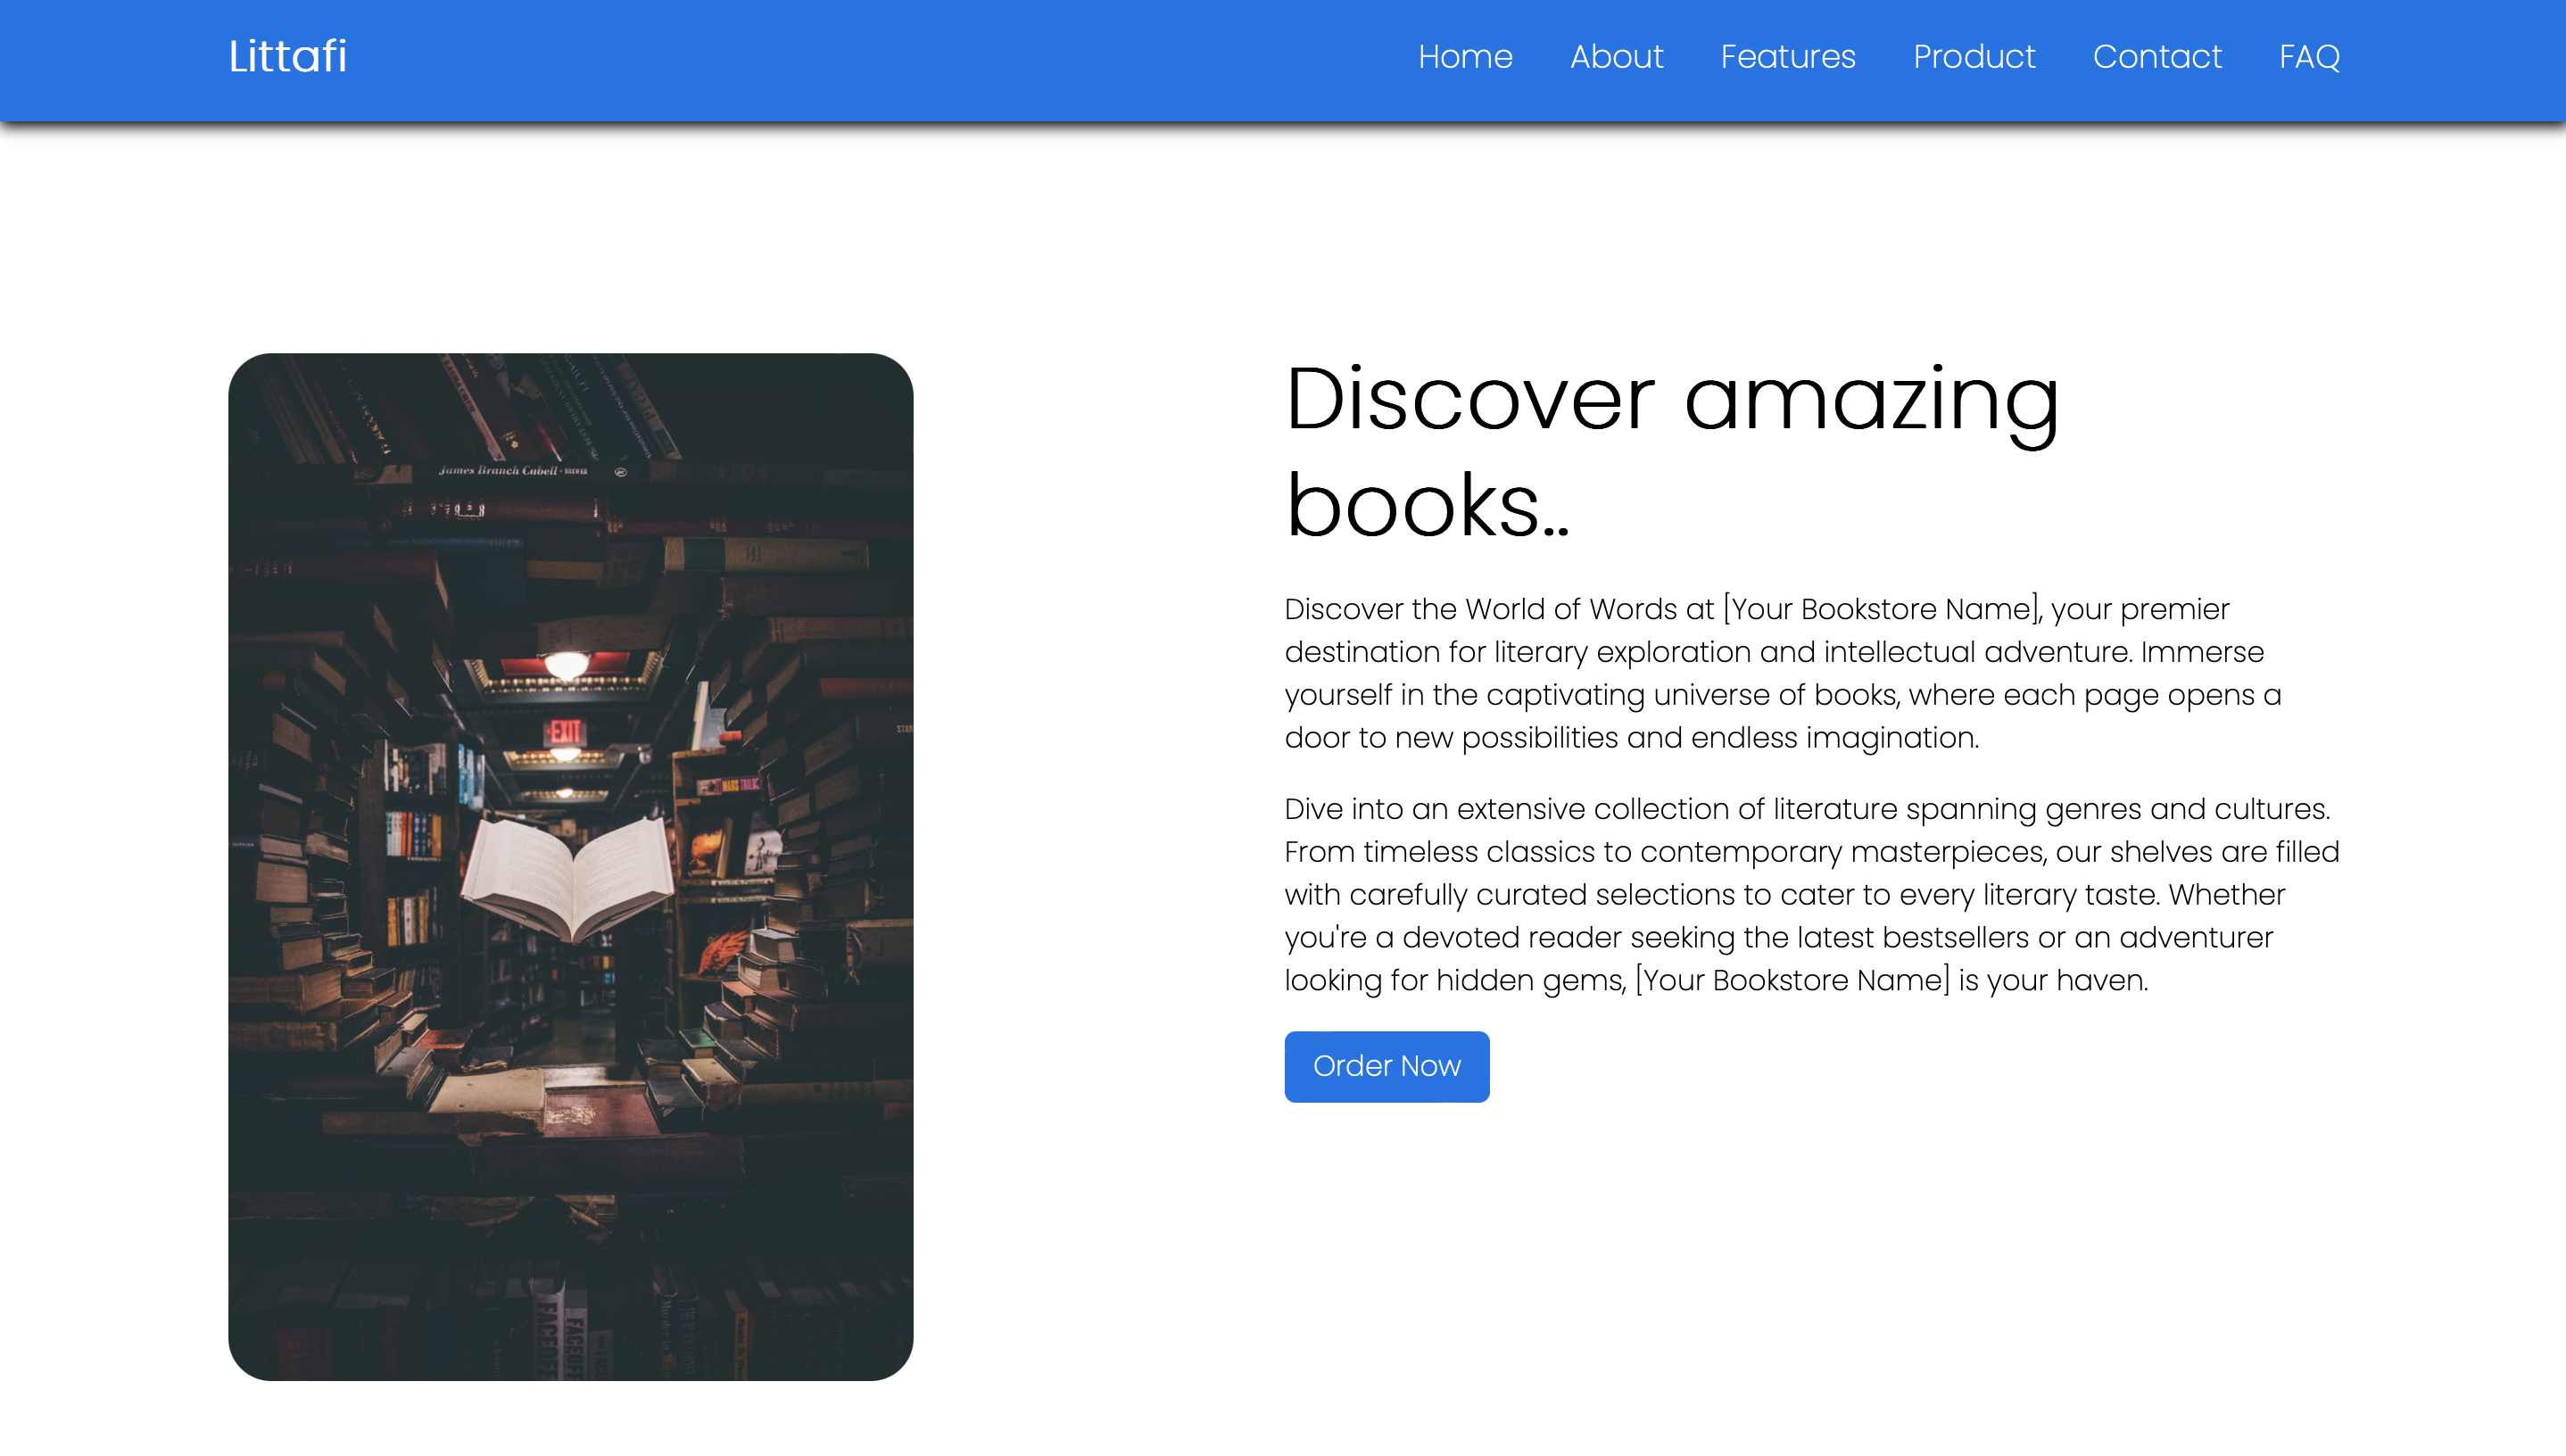 Littafi
Home About Features Product Contact FAQ
James Branch Cabell
EXIT
MARS
FACEOFF
FACEOFF
Discover amazing
books..
Discover the World of Words at [Your Bookstore Name], your premier
destination for literary exploration and intellectual adventure. Immerse
yourself in the captivating universe of books, where each page opens a
door to new possibilities and endless imagination.
Dive into an extensive collection of literature spanning genres and cultures.
From timeless classics to contemporary masterpieces, our shelves are filled
with carefully curated selections to cater to every literary taste. Whether
you're a devoted reader seeking the latest bestsellers or an adventurer
looking for hidden gems, [Your Bookstore Name] is your haven.
Order Now